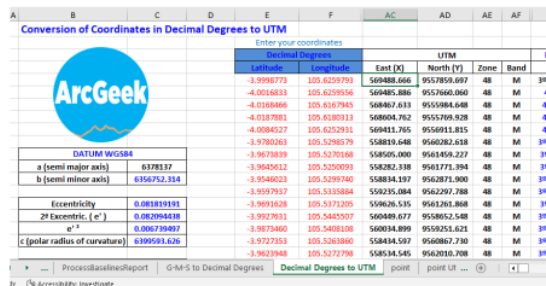 A B C D E F AC AD AE AF
Conversion of Coordinates in Decimal Degrees to UTM
Enter your coordinates
Decimal Degrees UTM
Latitude Longitude East (X) North (Y) Zone Band
-3.9998773 105.6259793 569488.666 9557859.697 48 M
-4.0016833 105.6259556 569485.886 9557660.060 48 M
-4.0168466 105.6167945 568467.633 9555984.648 48 M
-4.0187881 105.6180313 568604.762 9555769.928 48 M
-4.0084527 105.6252931 569411.765 9556911.815 48 M
-3.9780263 105.5298579 558819.648 9560282.618 48 M
-3.9673839 105.5270168 558505.000 9561459.227 48 M
-3.9645612 105.5250093 558282.338 9561771.394 48 M
-3.9546023 105.5299740 558834.197 9562871.900 48 M
-3.9597937 105.5335884 559235.084 9562297.788 48 M
-3.9691628 105.5371205 559626.535 9561261.868 48 M
-3.9927631 105.5445507 560449.677 9558652.548 48 M
-3.9873460 105.5408108 560034.899 9559251.621 48 M
-3.9727353 105.5263860 558434.597 9560867.730 48 M
-3.9623948 105.5272798 558534.545 9562010.708 48 M
ArcGeek
DATUM WGS84
a (semi major axis) 6378137
b (semi minor axis) 6356752.314
Eccentricity 0.081819191
2ª Excentric. ( e' ) 0.082094438
e' ² 0.006739497
c (polar radius of curvature) 6399593.626
... ProcessBaselinesReport G-M-S to Decimal Degrees Decimal Degrees to UTM point point Ut ...
Accessibility: Investigate